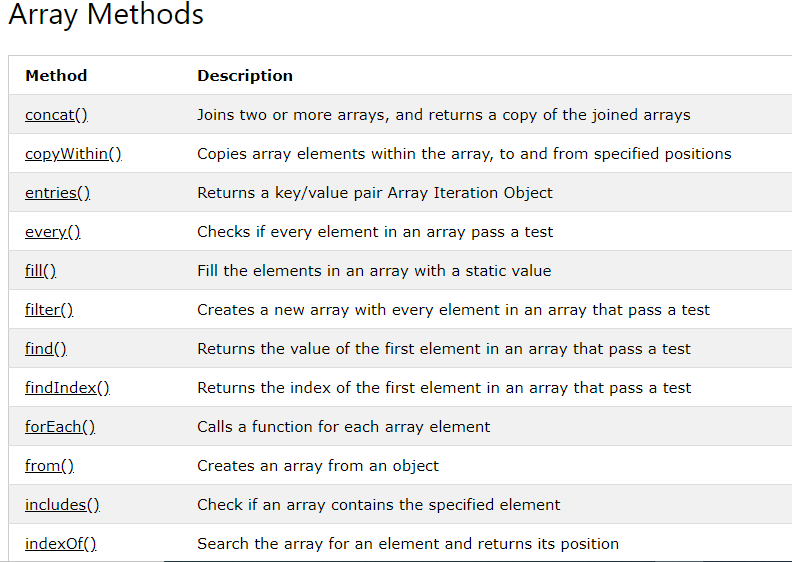 Array Methods
Method Description
concat() Joins two or more arrays, and returns a copy of the joined arrays
copyWithin() Copies array elements within the array, to and from specified positions
entries() Returns a key/value pair Array Iteration Object
every() Checks if every element in an array pass a test
fill() Fill the elements in an array with a static value
filter() Creates a new array with every element in an array that pass a test
find() Returns the value of the first element in an array that pass a test
findIndex() Returns the index of the first element in an array that pass a test
forEach() Calls a function for each array element
from() Creates an array from an object
includes() Check if an array contains the specified element
indexOf() Search the array for an element and returns its position